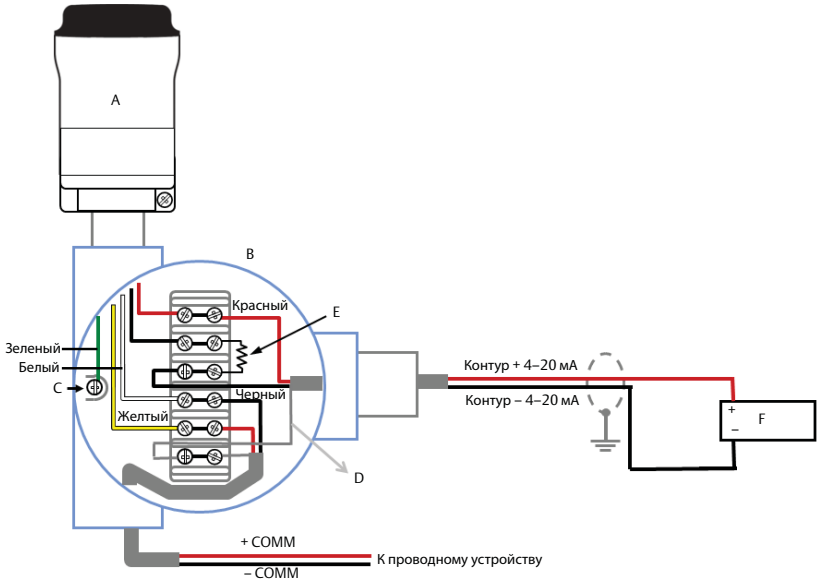 A
B
Красный
E
Зеленый
Белый
C
Черный
Желтый
D
Контур + 4–20 мА
Контур – 4–20 мА
+
–
F
+ COMM
К проводному устройству
– COMM